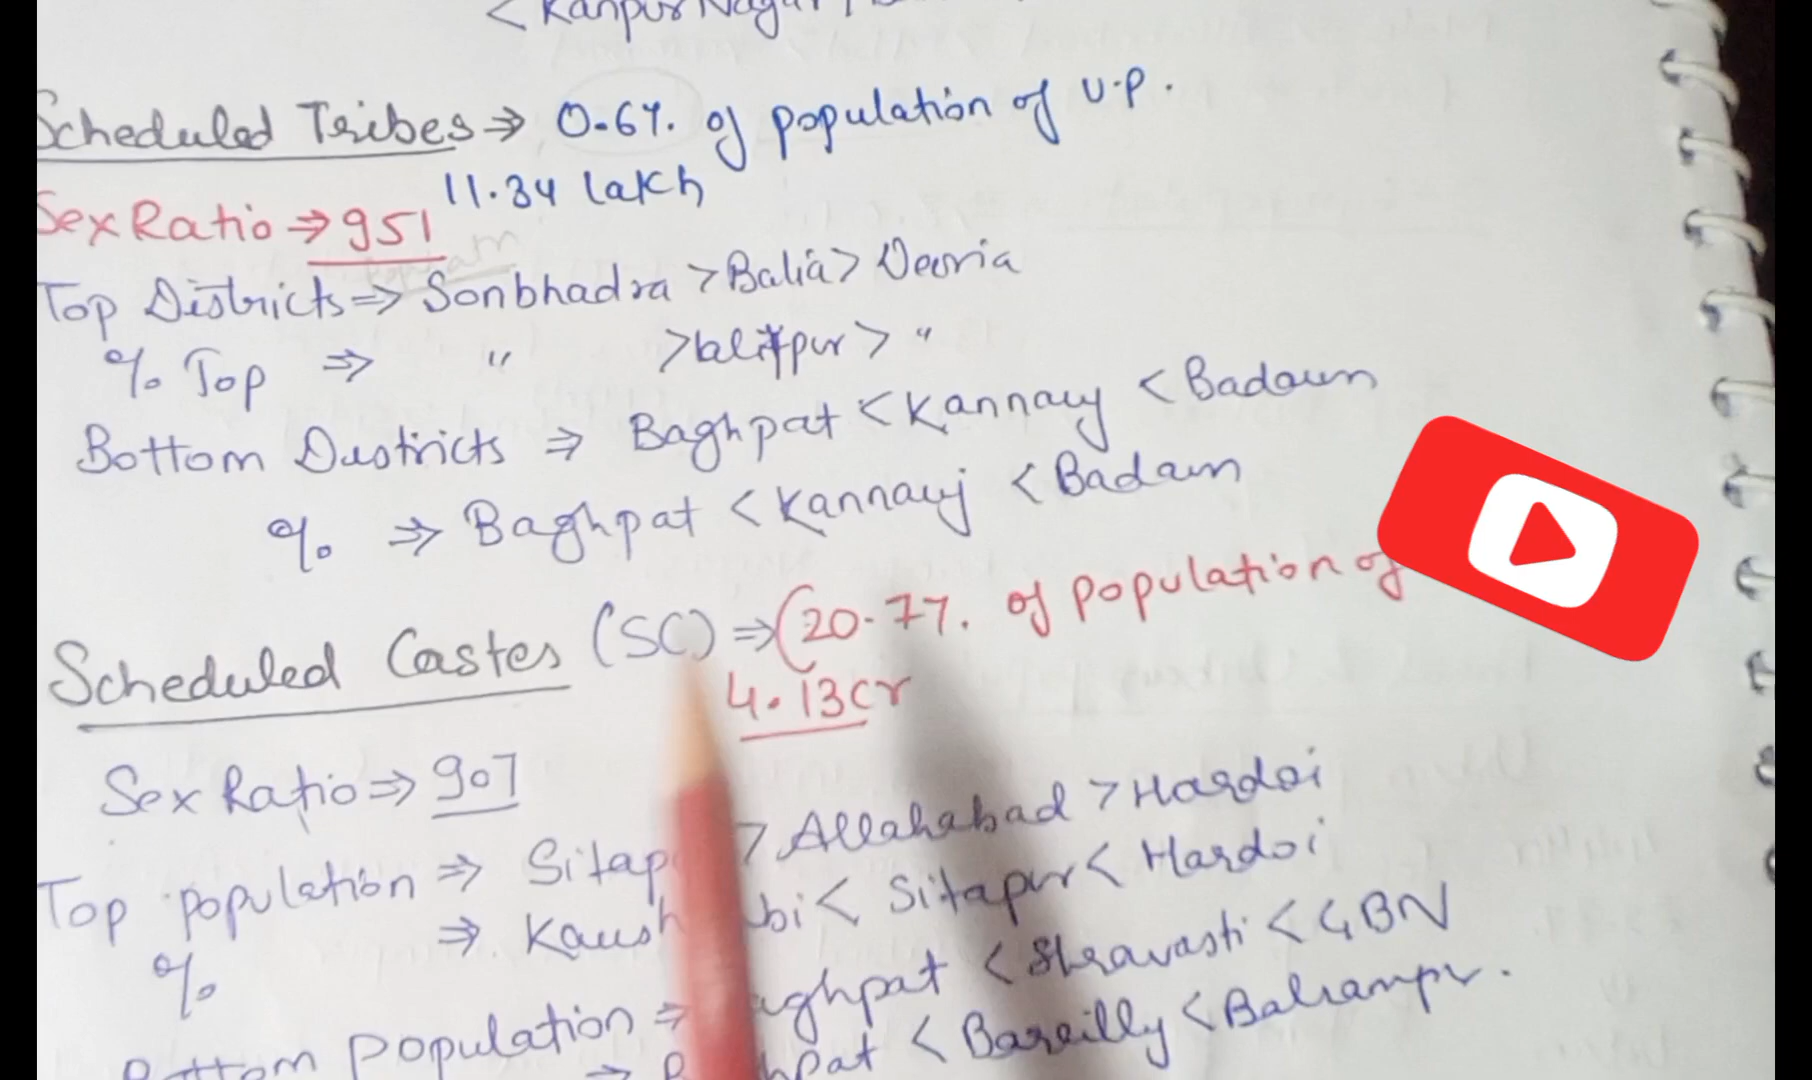 < Kanpur Nagar
Scheduled Tribes ⇒ 0.6%. of population of U.P.
11.34 lakh
Sex Ratio ⇒ 951
Top Districts ⇒ Sonbhadra > Balia > Deoria
% Top ⇒ " > lalitpur > "
Bottom Districts ⇒ Baghpat < Kannauj < Badaun
% ⇒ Baghpat < Kannauj < Badaun
Scheduled Castes (SC) ⇒ (20.7%. of population of
4.13cr
Sex Ratio ⇒ 907
Top population ⇒ Sitap > Allahabad > Hardoi
% ⇒ Kaush bi < Sitapur < Hardoi
Bottom population ⇒ ghpat < Shravasti < GBN
⇒ hpat < Bareilly < Balrampur.